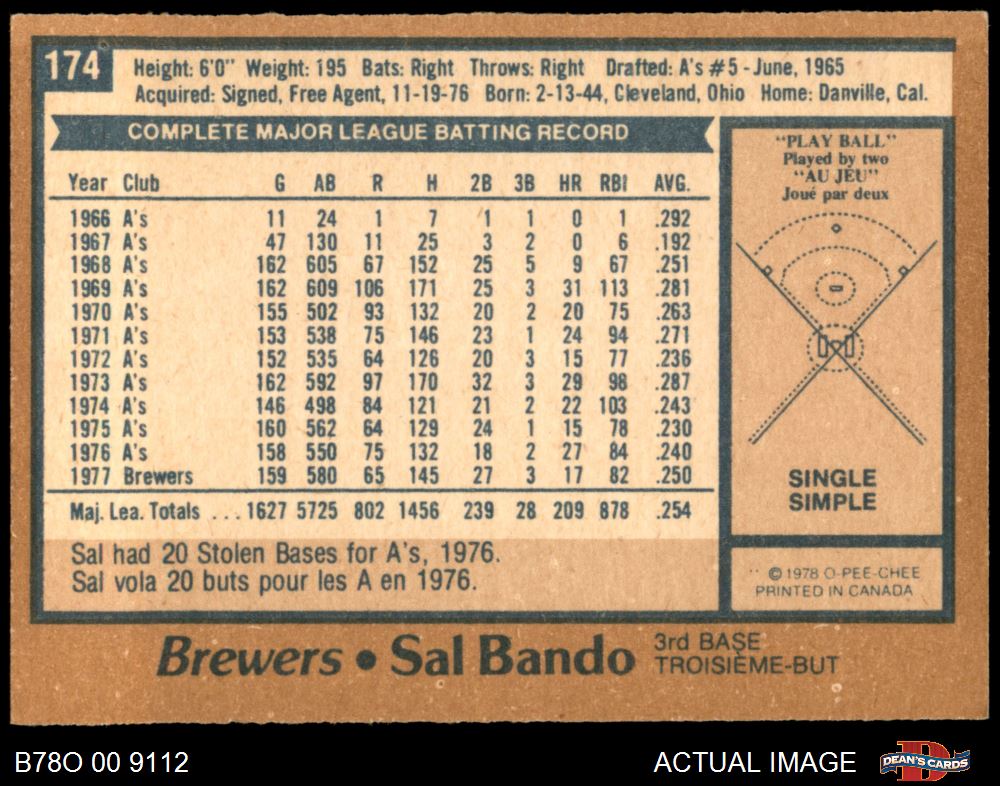 174
Height: 6'0" Weight: 195 Bats: Right Throws: Right Drafted: A's #5 - June, 1965
Acquired: Signed, Free Agent, 11-19-76 Born: 2-13-44, Cleveland, Ohio Home: Danville, Cal.
COMPLETE MAJOR LEAGUE BATTING RECORD
Year Club G AB R H 2B 3B HR RBI AVG.
1966 A's 11 24 1 7 1 1 0 1 .292
1967 A's 47 130 11 25 3 2 0 6 .192
1968 A's 162 605 67 152 25 5 9 67 .251
1969 A's 162 609 106 171 25 3 31 113 .281
1970 A's 155 502 93 132 20 2 20 75 .263
1971 A's 153 538 75 146 23 1 24 94 .271
1972 A's 152 535 64 126 20 3 15 77 .236
1973 A's 162 592 97 170 32 3 29 98 .287
1974 A's 146 498 84 121 21 2 22 103 .243
1975 A's 160 562 64 129 24 1 15 78 .230
1976 A's 158 550 75 132 18 2 27 84 .240
1977 Brewers 159 580 65 145 27 3 17 82 .250
Maj. Lea. Totals ... 1627 5725 802 1456 239 28 209 878 .254
Sal had 20 Stolen Bases for A's, 1976.
Sal vola 20 buts pour les A en 1976.
"PLAY BALL"
Played by two
"AU JEU"
Joué par deux
SINGLE
SIMPLE
© 1978 O-PEE-CHEE
PRINTED IN CANADA
Brewers • Sal Bando
3rd BASE
TROISIÈME-BUT
B78O 00 9112
ACTUAL IMAGE
DEAN'S CARDS